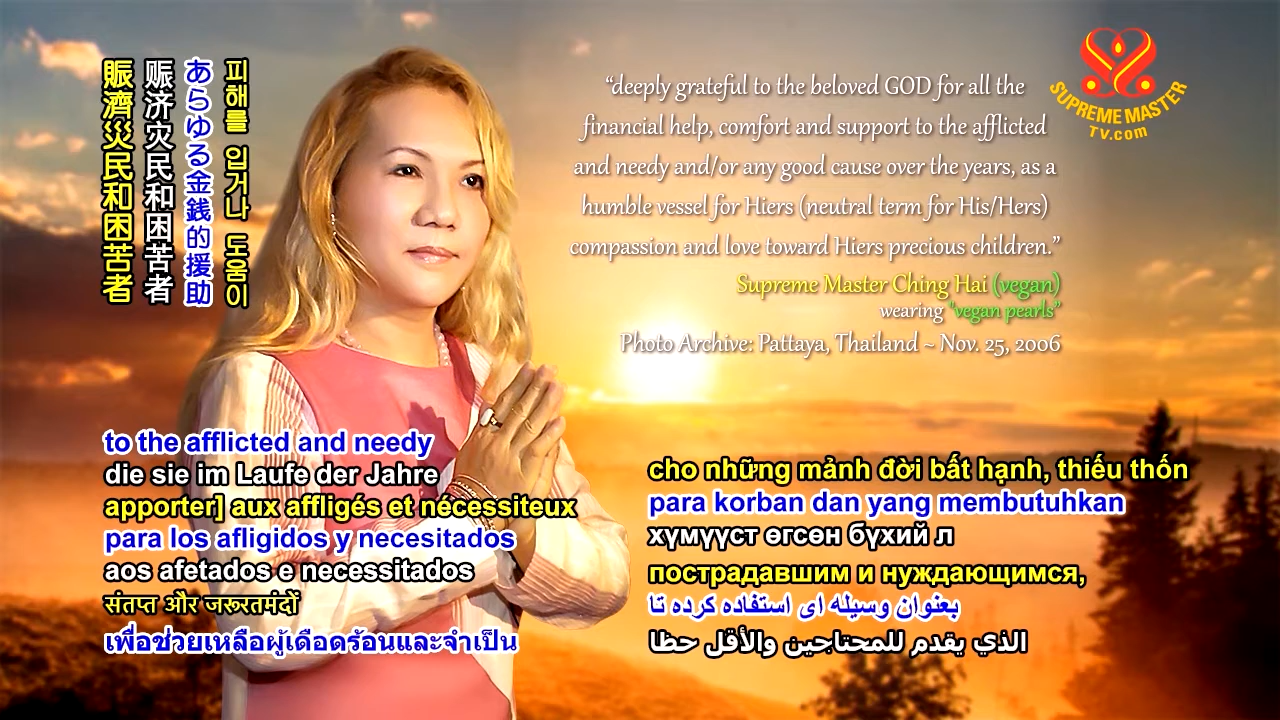 賑濟災民和困苦者
赈济灾民和困苦者
あらゆる金銭的援助
피해를 입거나 도움이
“deeply grateful to the beloved GOD for all the
financial help, comfort and support to the afflicted
and needy and/or any good cause over the years, as a
humble vessel for Hiers (neutral term for His/Hers)
compassion and love toward Hiers precious children.”
Supreme Master Ching Hai (vegan)
wearing “vegan pearls”
Photo Archive: Pattaya, Thailand ~ Nov. 25, 2006
SUPREME MASTER
TV.com
to the afflicted and needy
die sie im Laufe der Jahre
apporter] aux affligés et nécessiteux
para los afligidos y necesitados
aos afetados e necessitados
संतप्त और जरूरतमंदों
เพื่อช่วยเหลือผู้เดือดร้อนและจำเป็น
cho những mảnh đời bất hạnh, thiếu thốn
para korban dan yang membutuhkan
хүмүүст өгсөн бүхий л
пострадавшим и нуждающимся,
بعنوان وسیله ای استفاده کرده تا
الذي يقدم للمحتاجين والأقل حظا